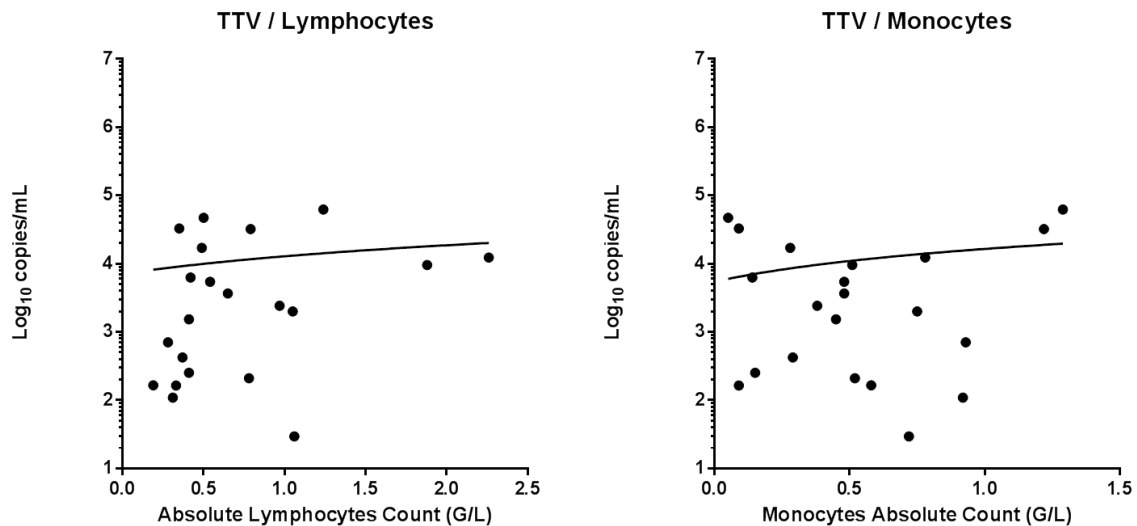 TTV / Lymphocytes
7
6
5
4
3
2
1
Log10 copies/mL
0.0 0.5 1.0 1.5 2.0 2.5
Absolute Lymphocytes Count (G/L)
TTV / Monocytes
7
6
5
4
3
2
1
Log10 copies/mL
0.0 0.5 1.0 1.5
Monocytes Absolute Count (G/L)